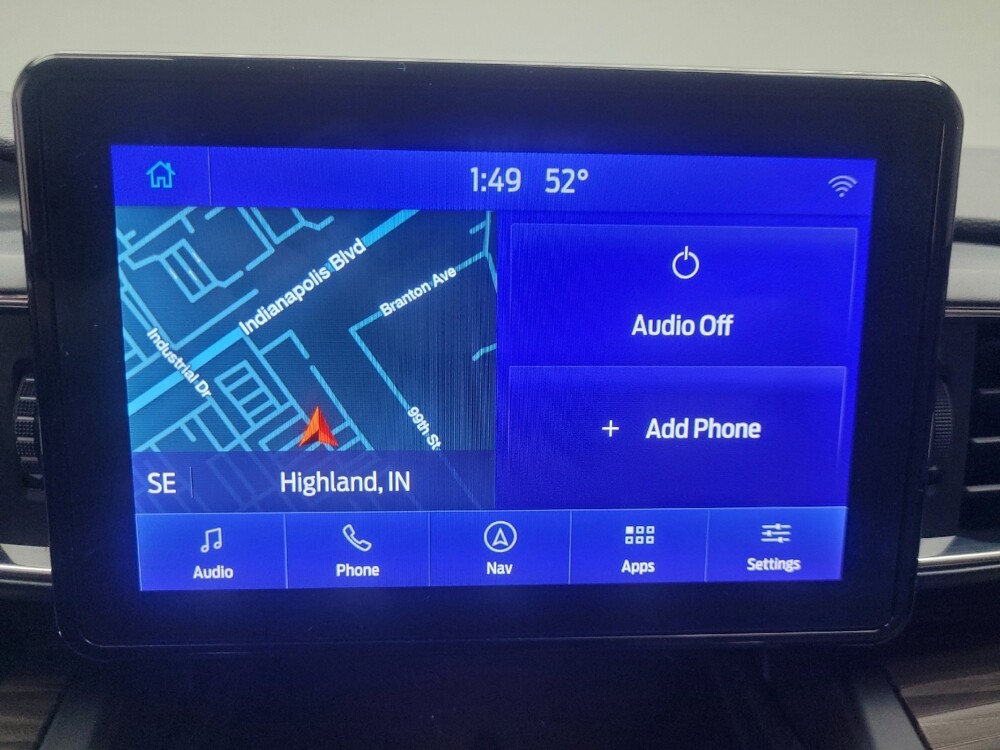 1:49 52°
Indianapolis Blvd
Branton Ave
Industrial Dr
99th St
SE Highland, IN
Audio Off
+ Add Phone
Audio Phone Nav Apps Settings